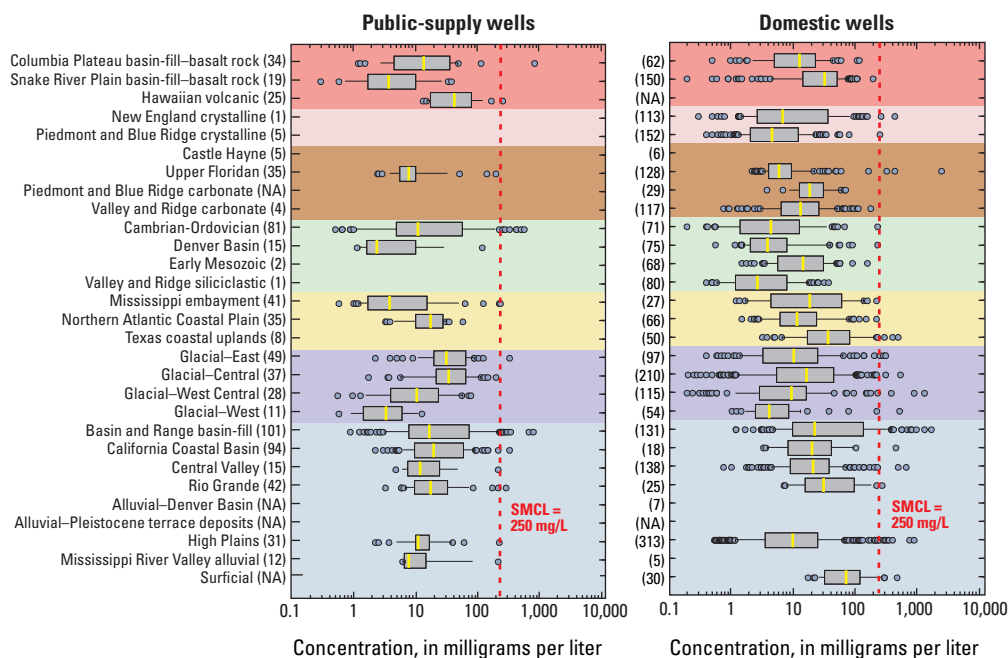 Public-supply wells
Domestic wells
Columbia Plateau basin-fill–basalt rock (34)
Snake River Plain basin-fill–basalt rock (19)
Hawaiian volcanic (25)
New England crystalline (1)
Piedmont and Blue Ridge crystalline (5)
Castle Hayne (5)
Upper Floridan (35)
Piedmont and Blue Ridge carbonate (NA)
Valley and Ridge carbonate (4)
Cambrian-Ordovician (81)
Denver Basin (15)
Early Mesozoic (2)
Valley and Ridge siliciclastic (1)
Mississippi embayment (41)
Northern Atlantic Coastal Plain (35)
Texas coastal uplands (8)
Glacial–East (49)
Glacial–Central (37)
Glacial–West Central (28)
Glacial–West (11)
Basin and Range basin-fill (101)
California Coastal Basin (94)
Central Valley (15)
Rio Grande (42)
Alluvial–Denver Basin (NA)
Alluvial–Pleistocene terrace deposits (NA)
High Plains (31)
Mississippi River Valley alluvial (12)
Surficial (NA)
SMCL =
250 mg/L
0.1 1 10 100 1,000 10,000
Concentration, in milligrams per liter
(62)
(150)
(NA)
(113)
(152)
(6)
(128)
(29)
(117)
(71)
(75)
(68)
(80)
(27)
(66)
(50)
(97)
(210)
(115)
(54)
(131)
(18)
(138)
(25)
(7)
(NA)
(313)
(5)
(30)
SMCL =
250 mg/L
0.1 1 10 100 1,000 10,000
Concentration, in milligrams per liter